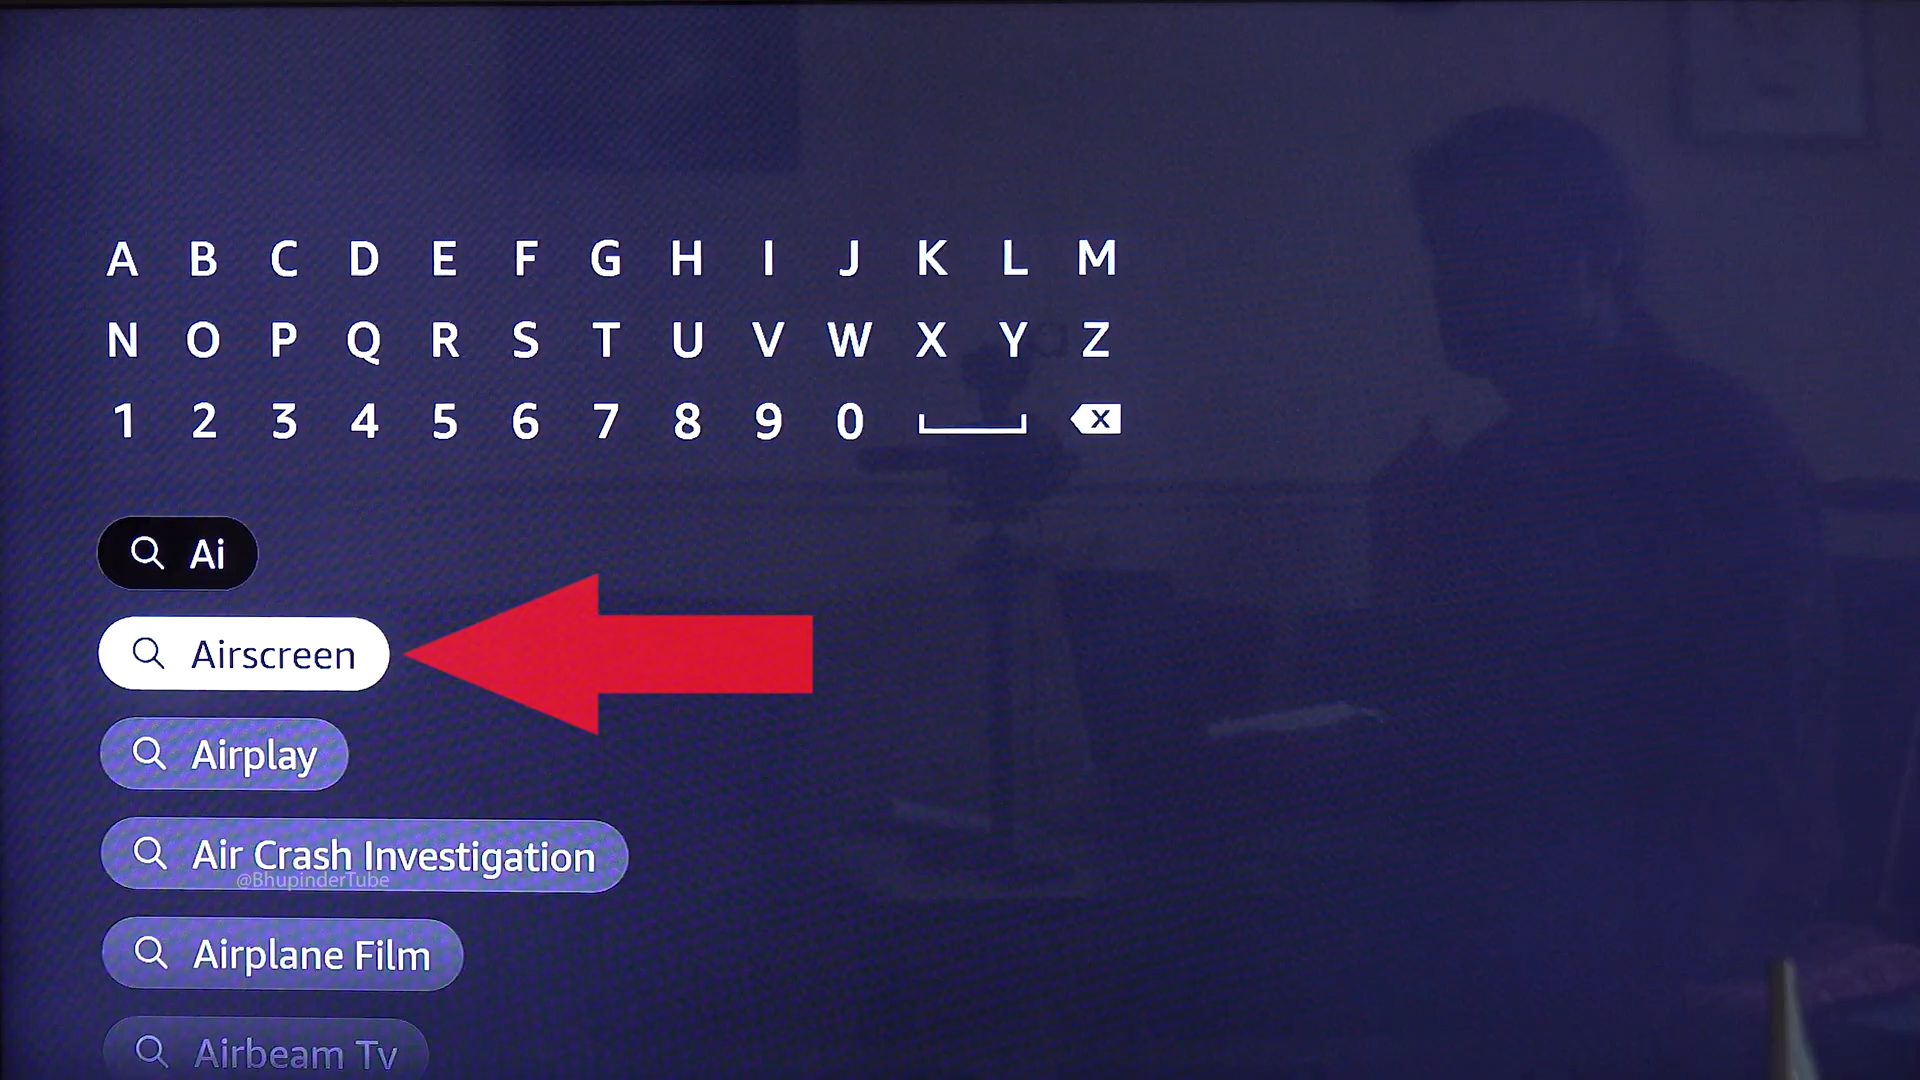 A B C D E F G H I J K L M
N O P Q R S T U V W X Y Z
1 2 3 4 5 6 7 8 9 0
Ai
Airscreen
Airplay
Air Crash Investigation
@BhupinderTube
Airplane Film
Airbeam Tv